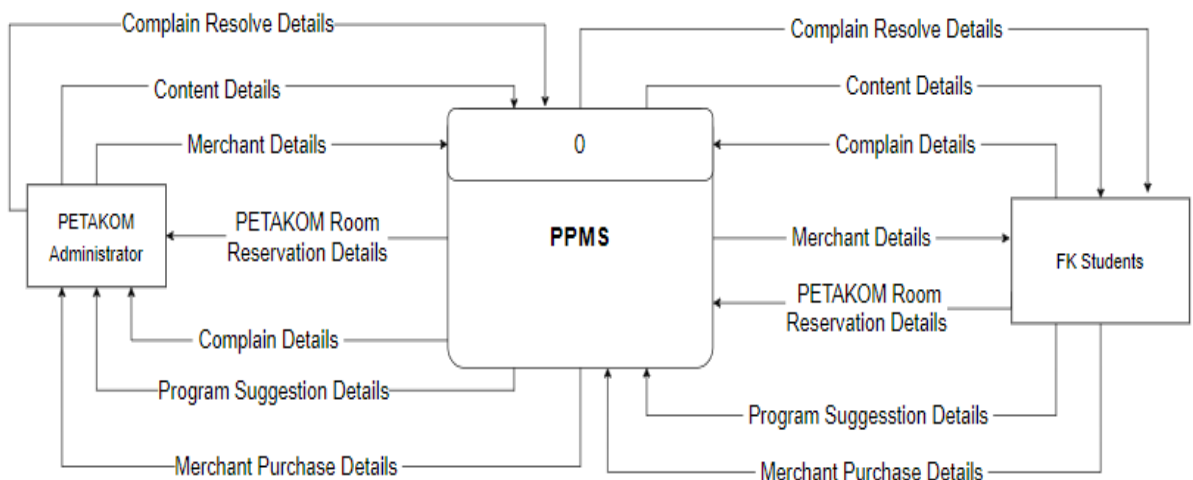 Complain Resolve Details
Complain Resolve Details
Content Details
Content Details
Merchant Details
0
Complain Details
PETAKOM
Administrator
PETAKOM Room
Reservation Details
PPMS
Merchant Details
FK Students
PETAKOM Room
Reservation Details
Complain Details
Program Suggestion Details
Program Suggesstion Details
Merchant Purchase Details
Merchant Purchase Details